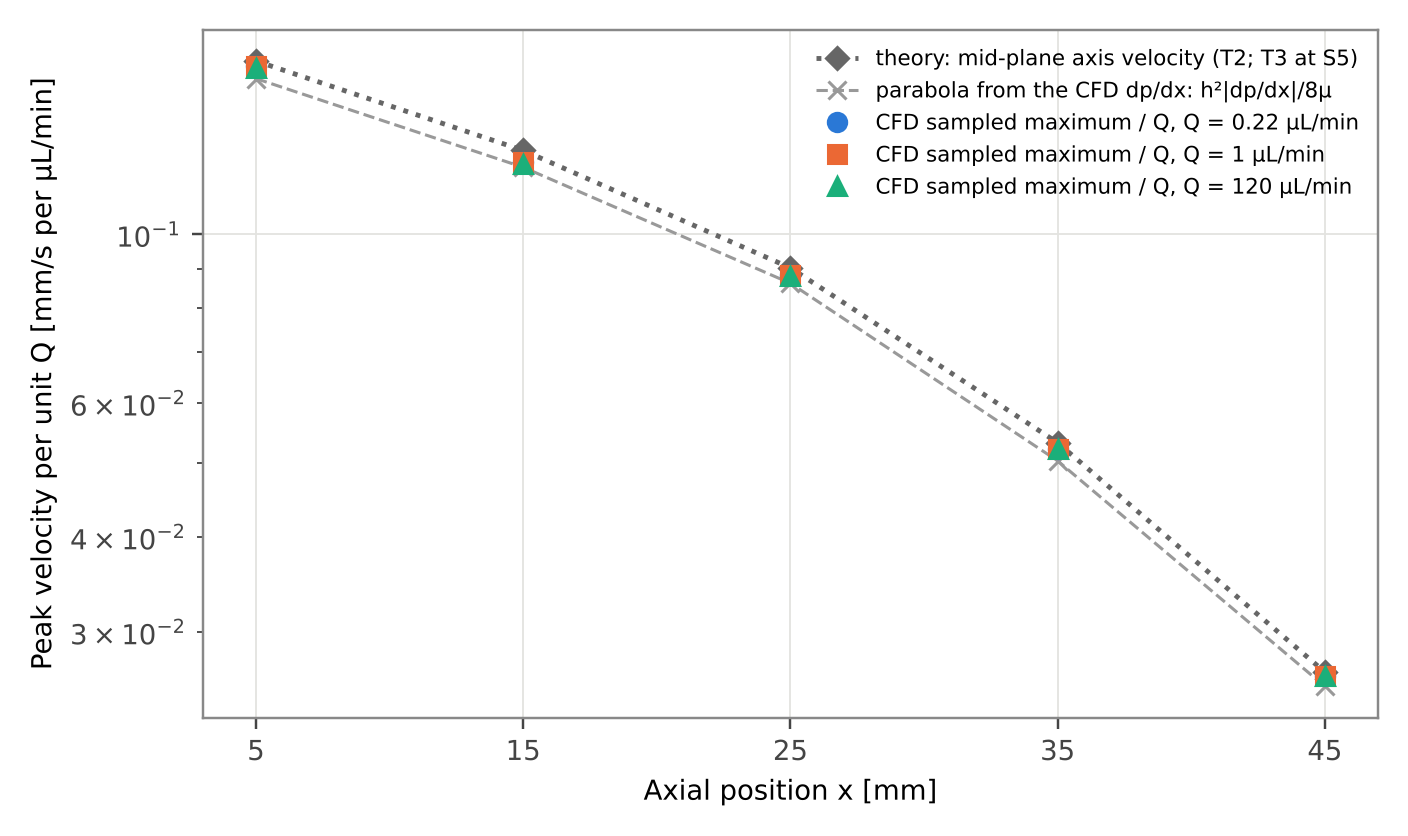 theory: mid-plane axis velocity (T2; T3 at S5)
parabola from the CFD dp/dx: h²|dp/dx|/8μ
CFD sampled maximum / Q, Q = 0.22 μL/min
CFD sampled maximum / Q, Q = 1 μL/min
CFD sampled maximum / Q, Q = 120 μL/min
Peak velocity per unit Q [mm/s per μL/min]
10⁻¹
6 × 10⁻²
4 × 10⁻²
3 × 10⁻²
5 15 25 35 45
Axial position x [mm]